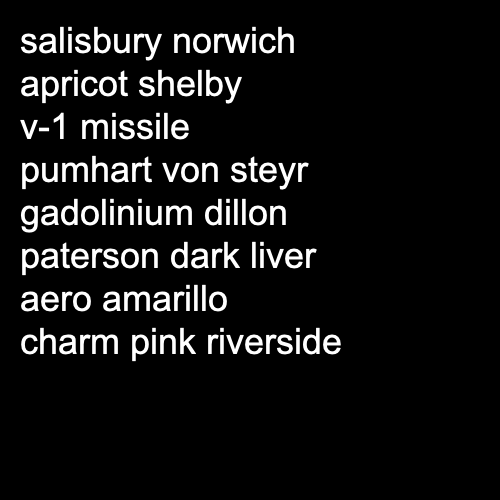 salisbury norwich
apricot shelby
v-1 missile
pumhart von steyr
gadolinium dillon
paterson dark liver
aero amarillo
charm pink riverside